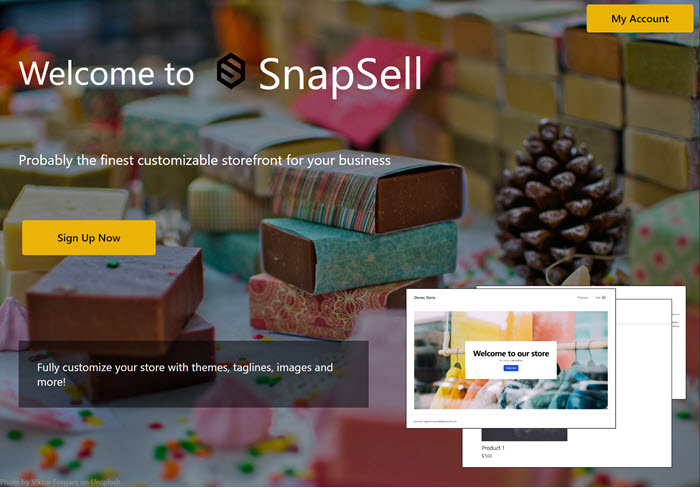 My Account
Welcome to SnapSell
Probably the finest customizable storefront for your business
Sign Up Now
Fully customize your store with themes, taglines, images and
more!
Demo Store
Products
Welcome to our store
Product 1
$100
Photo by Viktor Forgacs on Unsplash